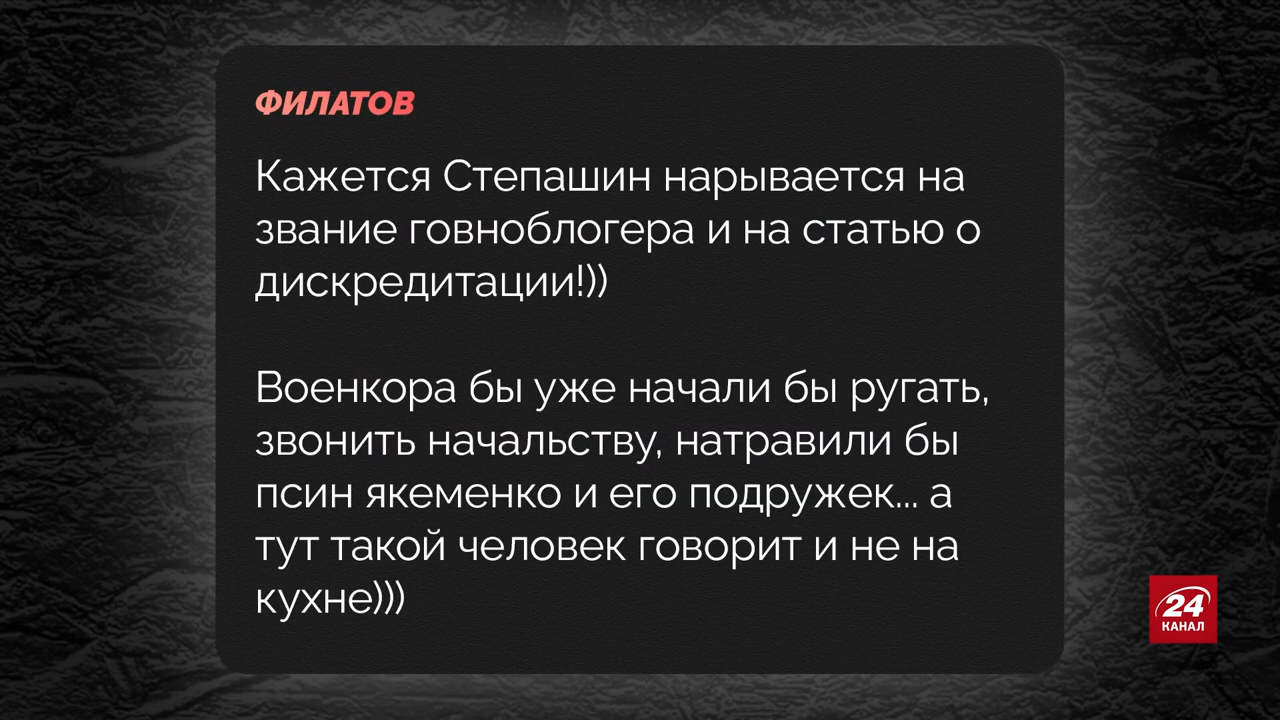 ФИЛАТОВ
Кажется Степашин нарывается на
звание говноблогера и на статью о
дискредитации!))
Военкора бы уже начали бы ругать,
звонить начальству, натравили бы
псин якеменко и его подружек... а
тут такой человек говорит и не на
кухне)))
24
КАНАЛ